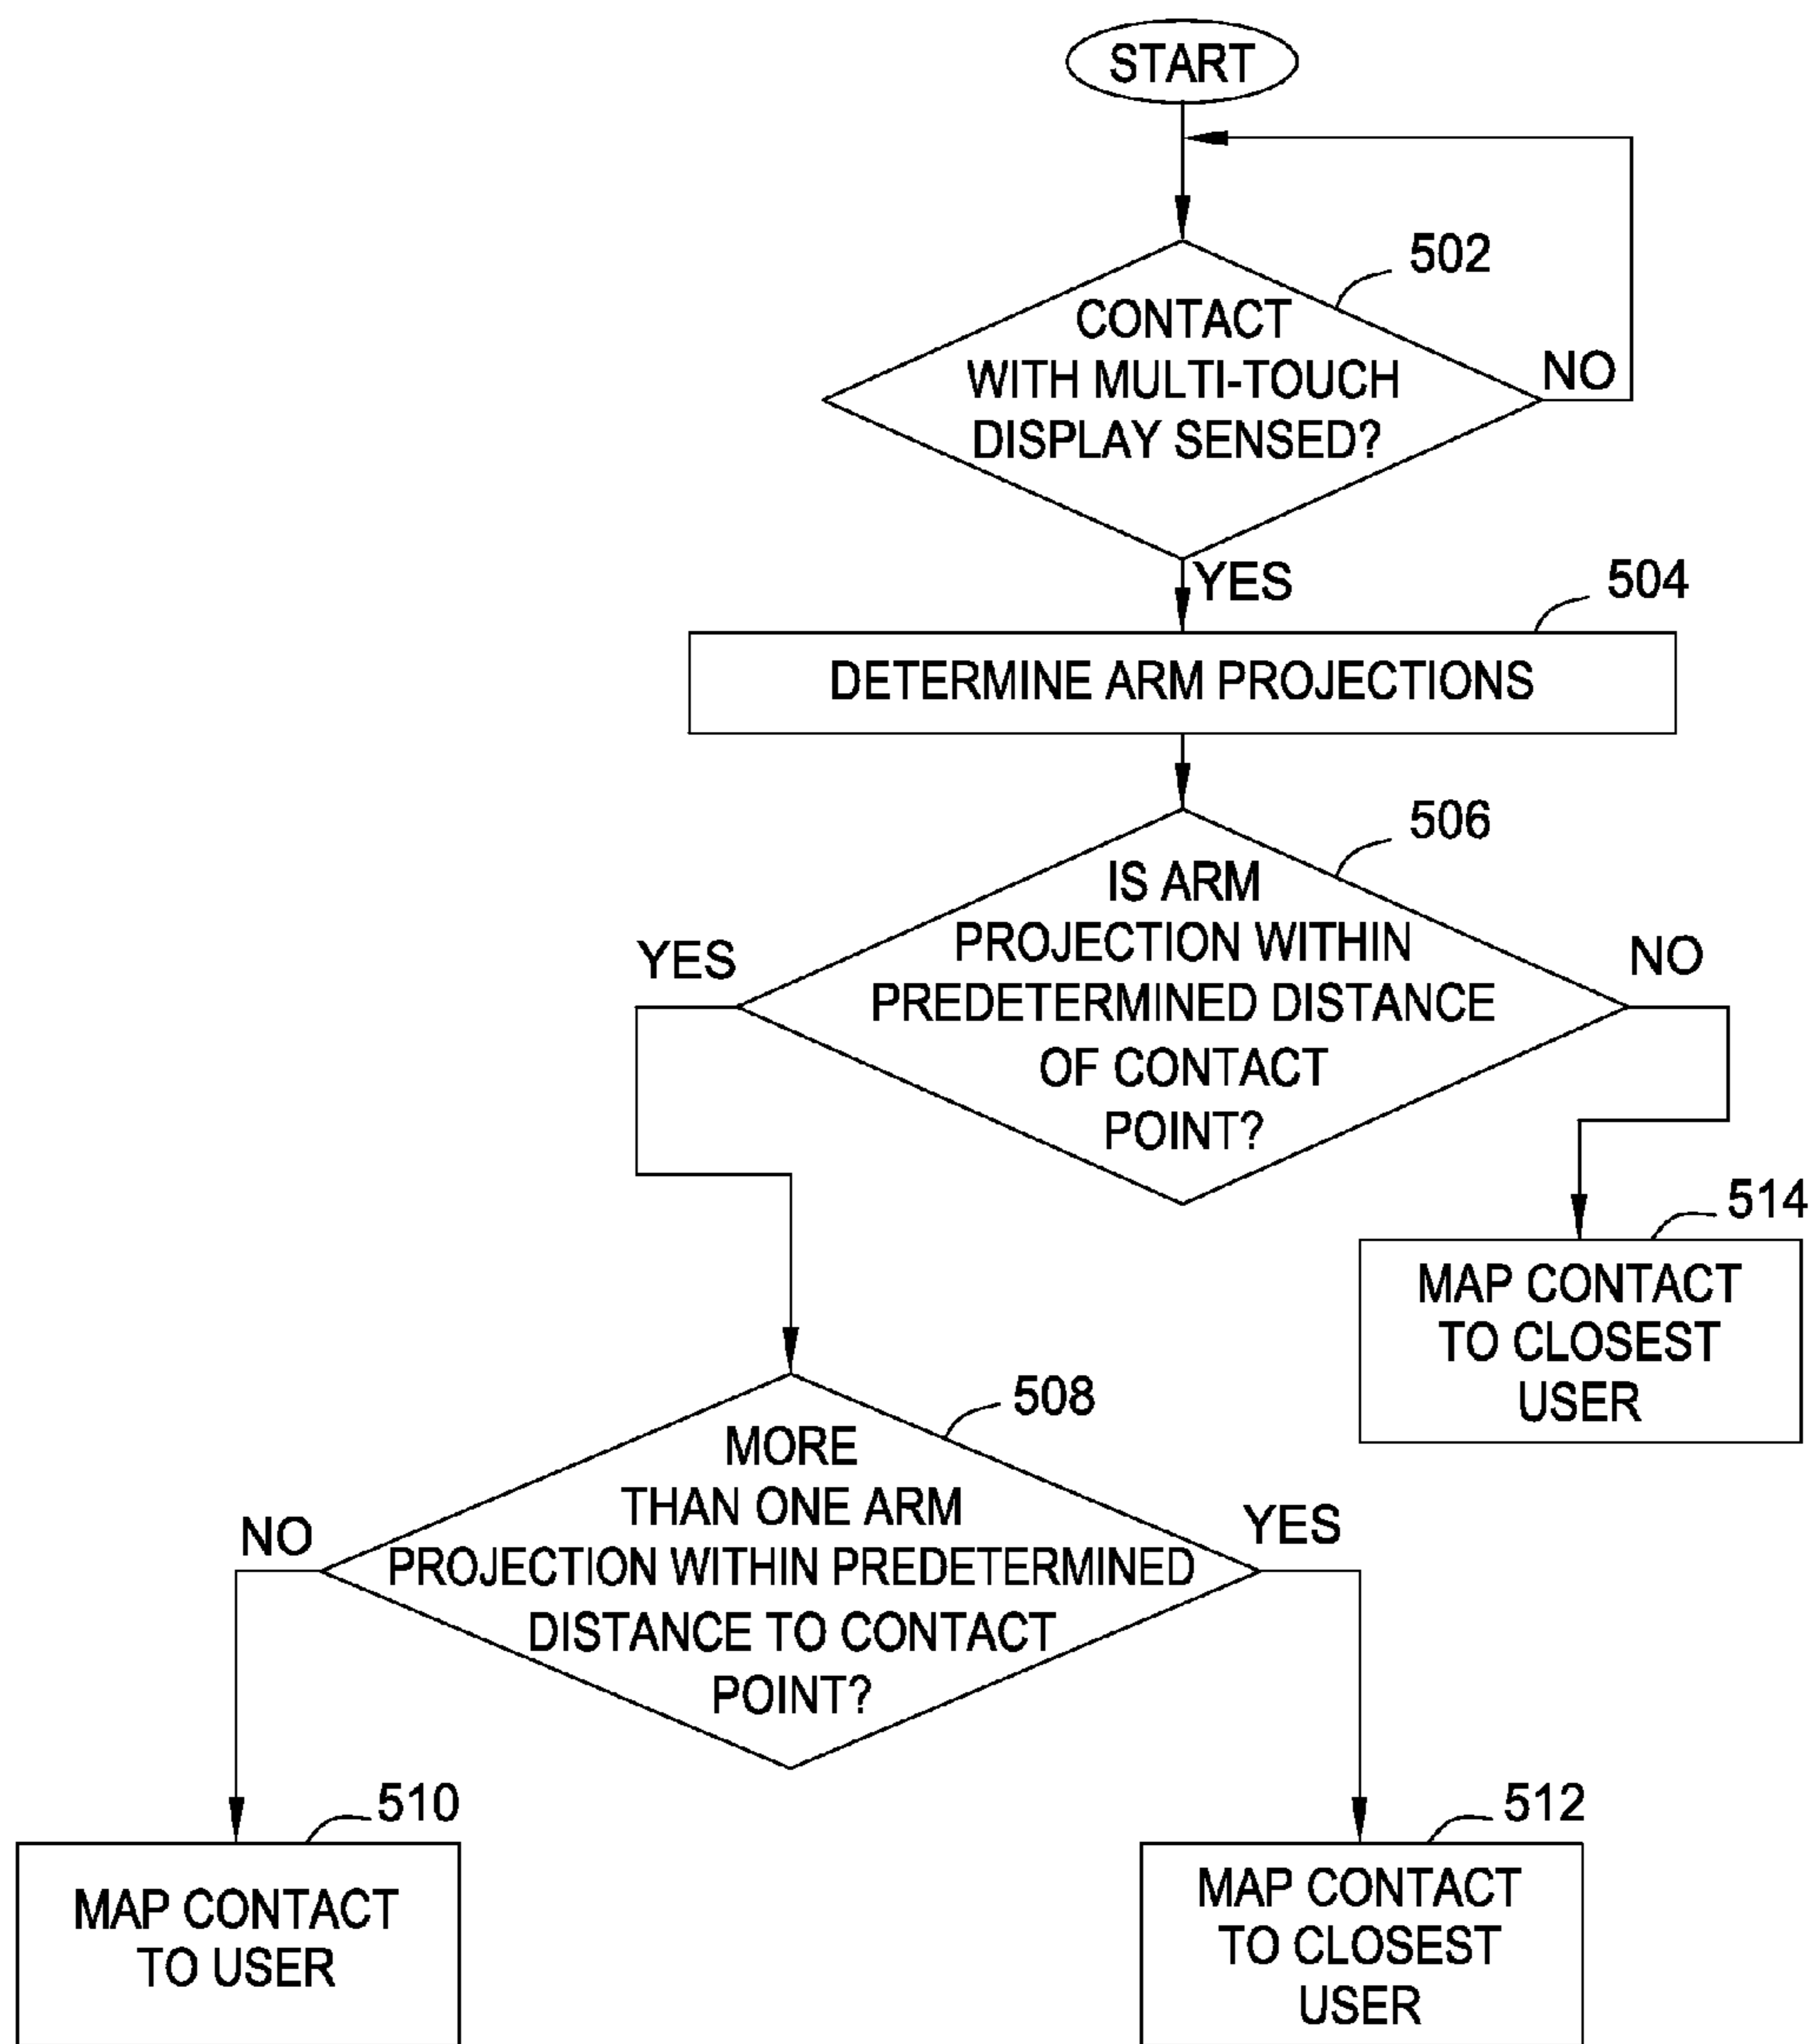 START
502
CONTACT
WITH MULTI-TOUCH
DISPLAY SENSED?
NO
YES
504
DETERMINE ARM PROJECTIONS
506
IS ARM
PROJECTION WITHIN
PREDETERMINED DISTANCE
OF CONTACT
POINT?
YES
NO
514
MAP CONTACT
TO CLOSEST
USER
508
MORE
THAN ONE ARM
PROJECTION WITHIN PREDETERMINED
DISTANCE TO CONTACT
POINT?
NO
YES
510
MAP CONTACT
TO USER
512
MAP CONTACT
TO CLOSEST
USER